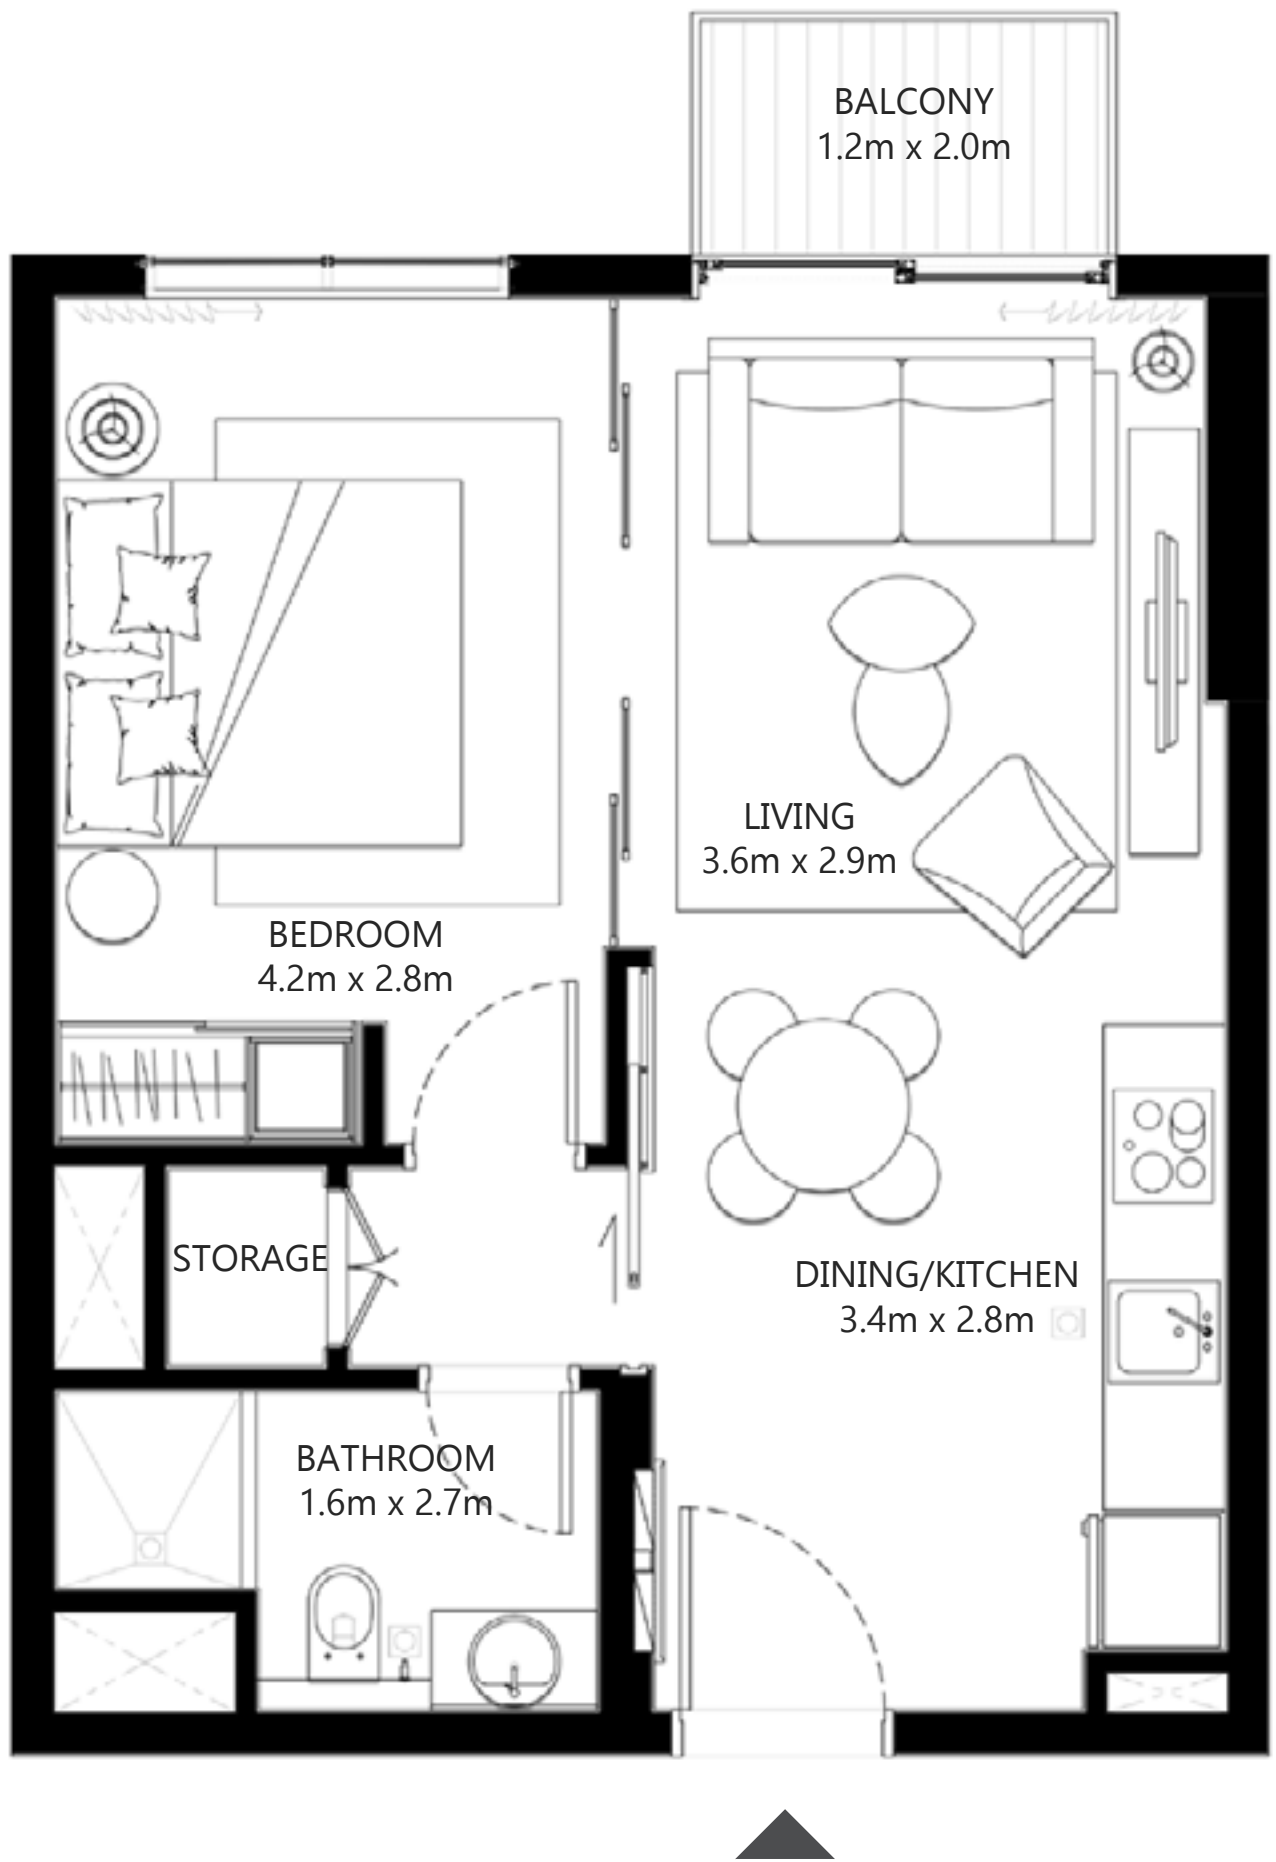 BALCONY
1.2m x 2.0m
LIVING
3.6m x 2.9m
BEDROOM
4.2m x 2.8m
STORAGE
DINING/KITCHEN
3.4m x 2.8m
BATHROOM
1.6m x 2.7m